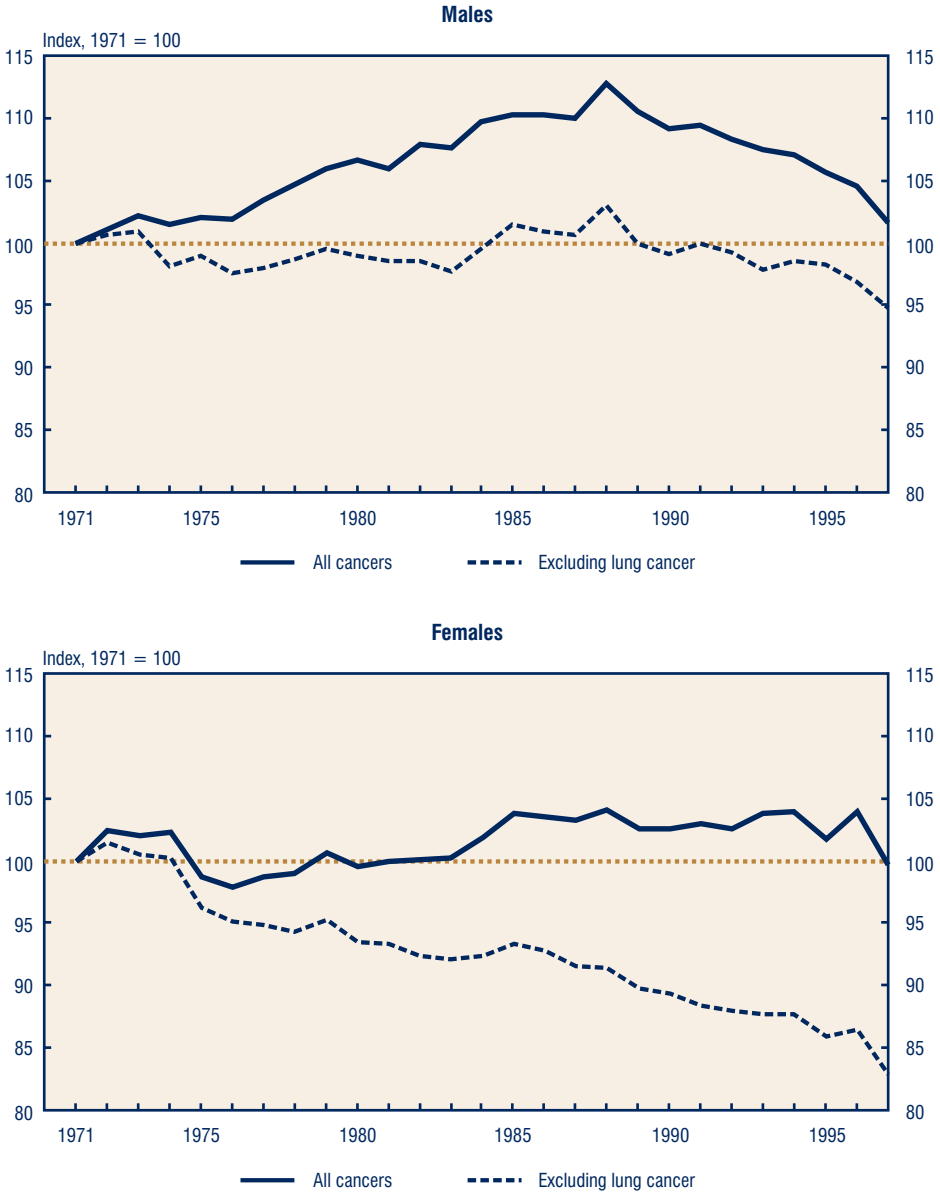 Males
Index, 1971 = 100
115 115
110 110
105 105
100 100
95 95
90 90
85 85
80 80
1971 1975 1980 1985 1990 1995
All cancers Excluding lung cancer
Females
Index, 1971 = 100
115 115
110 110
105 105
100 100
95 95
90 90
85 85
80 80
1971 1975 1980 1985 1990 1995
All cancers Excluding lung cancer